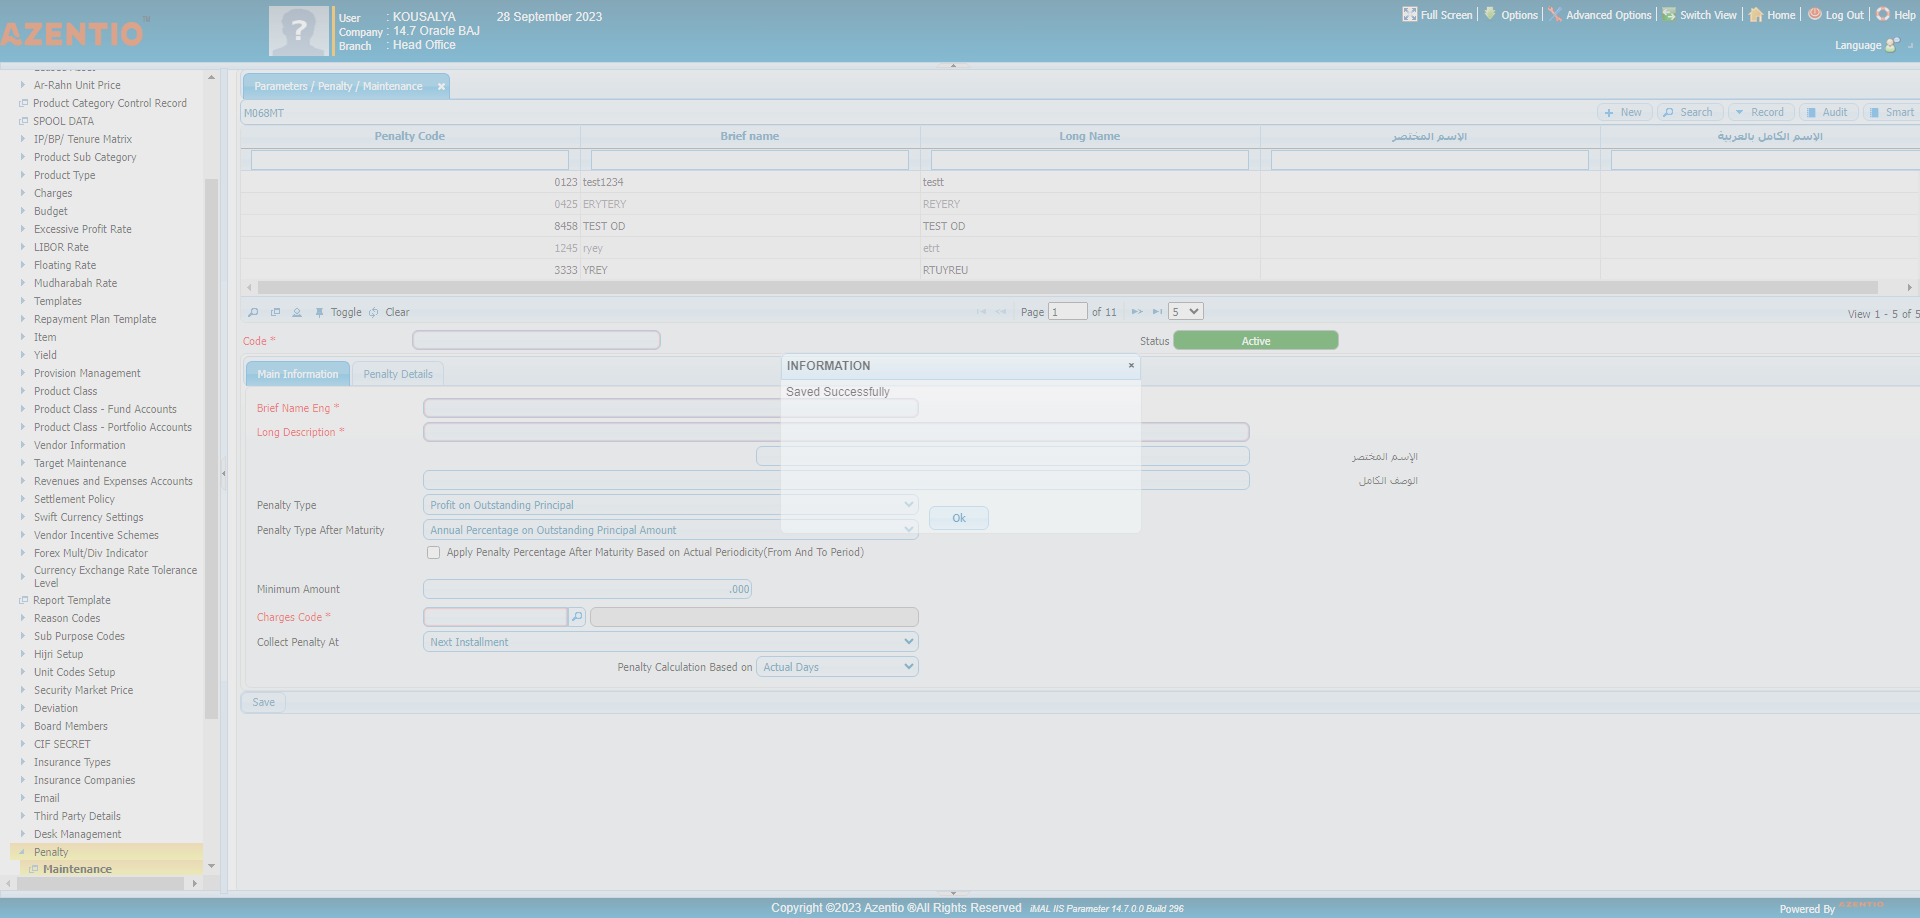 AZENTIO™
User : KOUSALYA 28 September 2023
Company : 14.7 Oracle BAJ
Branch : Head Office
Full Screen Options Advanced Options Switch View Home Log Out Help
Language
Ar-Rahn Unit Price
Product Category Control Record
SPOOL DATA
IP/BP/ Tenure Matrix
Product Sub Category
Product Type
Charges
Budget
Excessive Profit Rate
LIBOR Rate
Floating Rate
Mudharabah Rate
Templates
Repayment Plan Template
Item
Yield
Provision Management
Product Class
Product Class - Fund Accounts
Product Class - Portfolio Accounts
Vendor Information
Target Maintenance
Revenues and Expenses Accounts
Settlement Policy
Swift Currency Settings
Vendor Incentive Schemes
Forex Mult/Div Indicator
Currency Exchange Rate Tolerance
Level
Report Template
Reason Codes
Sub Purpose Codes
Hijri Setup
Unit Codes Setup
Security Market Price
Deviation
Board Members
CIF SECRET
Insurance Types
Insurance Companies
Email
Third Party Details
Desk Management
Penalty
Maintenance
Parameters / Penalty / Maintenance
M068MT
New Search Record Audit Smart
Penalty Code Brief name Long Name الإسم المختصر الإسم الكامل بالعربية
0123 test1234 testt
0425 ERYTERY REYERY
8458 TEST OD TEST OD
1245 ryey etrt
3333 YREY RTUYREU
Toggle Clear Page 1 of 11 5 View 1 - 5 of 5
Code * Status Active
Main Information Penalty Details
INFORMATION
Saved Successfully
Ok
Brief Name Eng *
Long Description *
الإسم المختصر
الوصف الكامل
Penalty Type Profit on Outstanding Principal
Penalty Type After Maturity Annual Percentage on Outstanding Principal Amount
Apply Penalty Percentage After Maturity Based on Actual Periodicity(From And To Period)
Minimum Amount .000
Charges Code *
Collect Penalty At Next Installment
Penalty Calculation Based on Actual Days
Save
Copyright ©2023 Azentio ®All Rights Reserved iMAL IIS Parameter 14.7.0.0 Build 296
Powered By AZENTIO